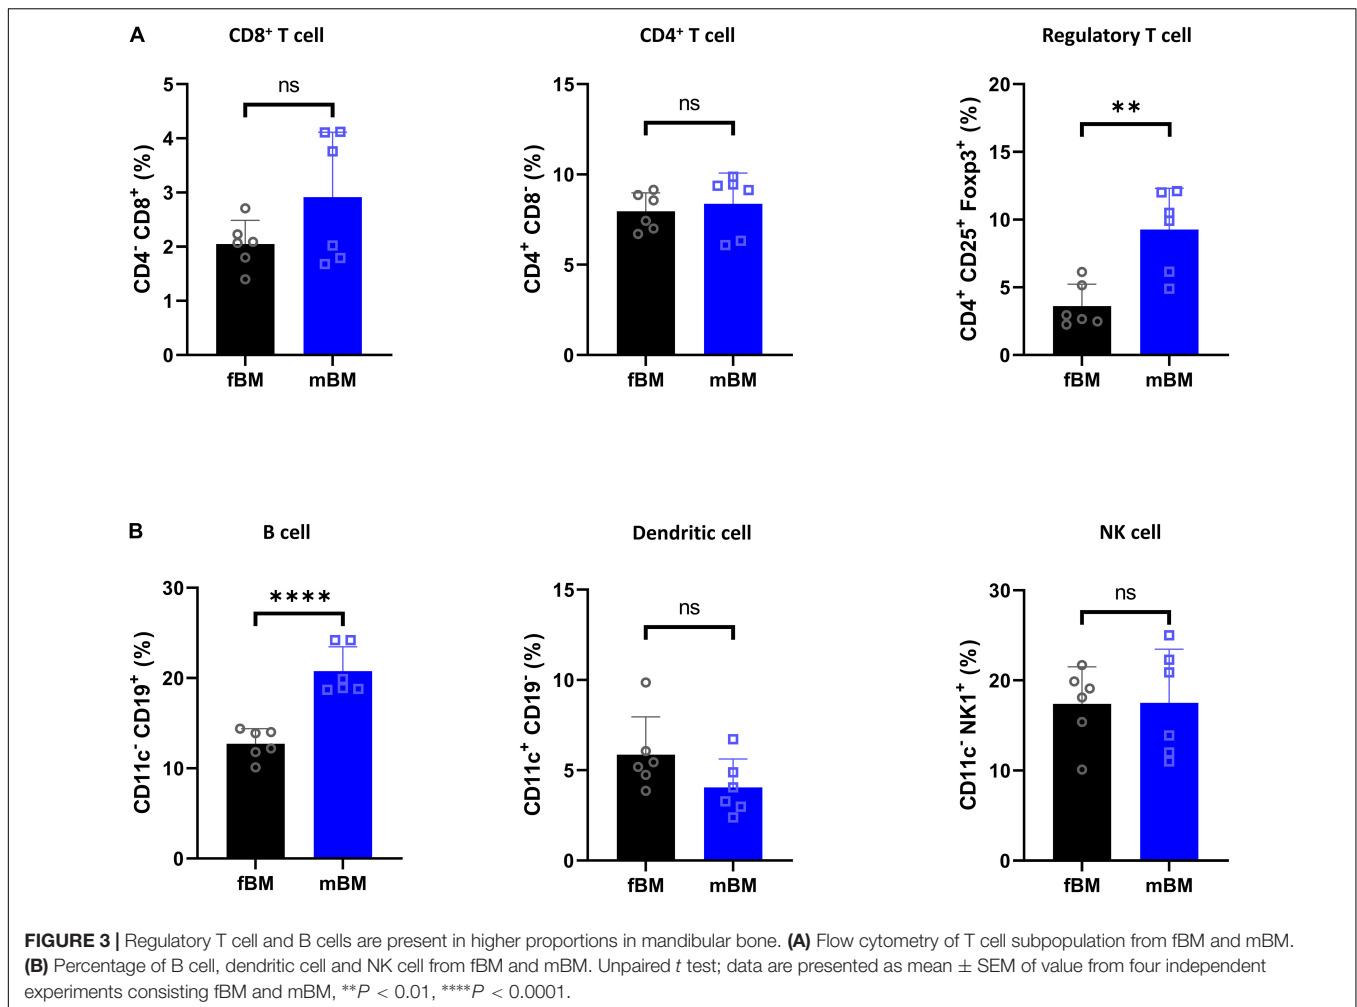 A
CD8⁺ T cell
CD4⁻ CD8⁺ (%)
5
4
3
2
1
0
ns
fBM mBM
CD4⁺ T cell
CD4⁺ CD8⁻ (%)
15
10
5
0
ns
fBM mBM
Regulatory T cell
CD4⁺ CD25⁺ Foxp3⁺ (%)
20
15
10
5
0
**
fBM mBM
B
B cell
CD11c⁻ CD19⁺ (%)
30
20
10
0
****
fBM mBM
Dendritic cell
CD11c⁺ CD19⁻ (%)
15
10
5
0
ns
fBM mBM
NK cell
CD11c⁻ NK1⁺ (%)
30
20
10
0
ns
fBM mBM
FIGURE 3 | Regulatory T cell and B cells are present in higher proportions in mandibular bone. (A) Flow cytometry of T cell subpopulation from fBM and mBM.
(B) Percentage of B cell, dendritic cell and NK cell from fBM and mBM. Unpaired t test; data are presented as mean ± SEM of value from four independent
experiments consisting fBM and mBM, **P < 0.01, ****P < 0.0001.